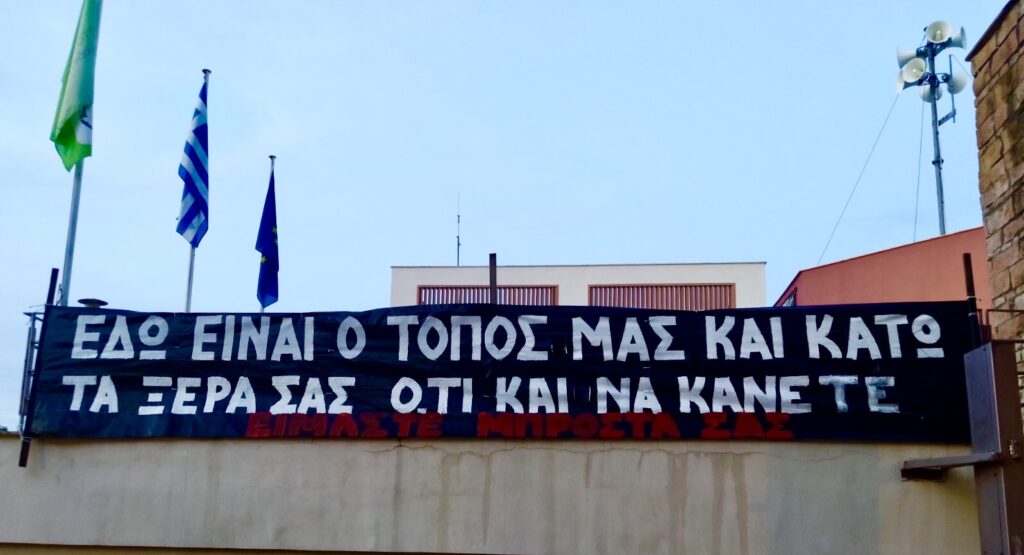 ΕΔΩ ΕΙΝΑΙ Ο ΤΟΠΟΣ ΜΑΣ ΚΑΙ ΚΑΤΩ
ΤΑ ΞΕΡΑ ΣΑΣ Ο,ΤΙ ΚΑΙ ΝΑ ΚΑΝΕΤΕ
ΕΙΜΑΣΤΕ ΜΠΡΟΣΤΑ ΣΑΣ